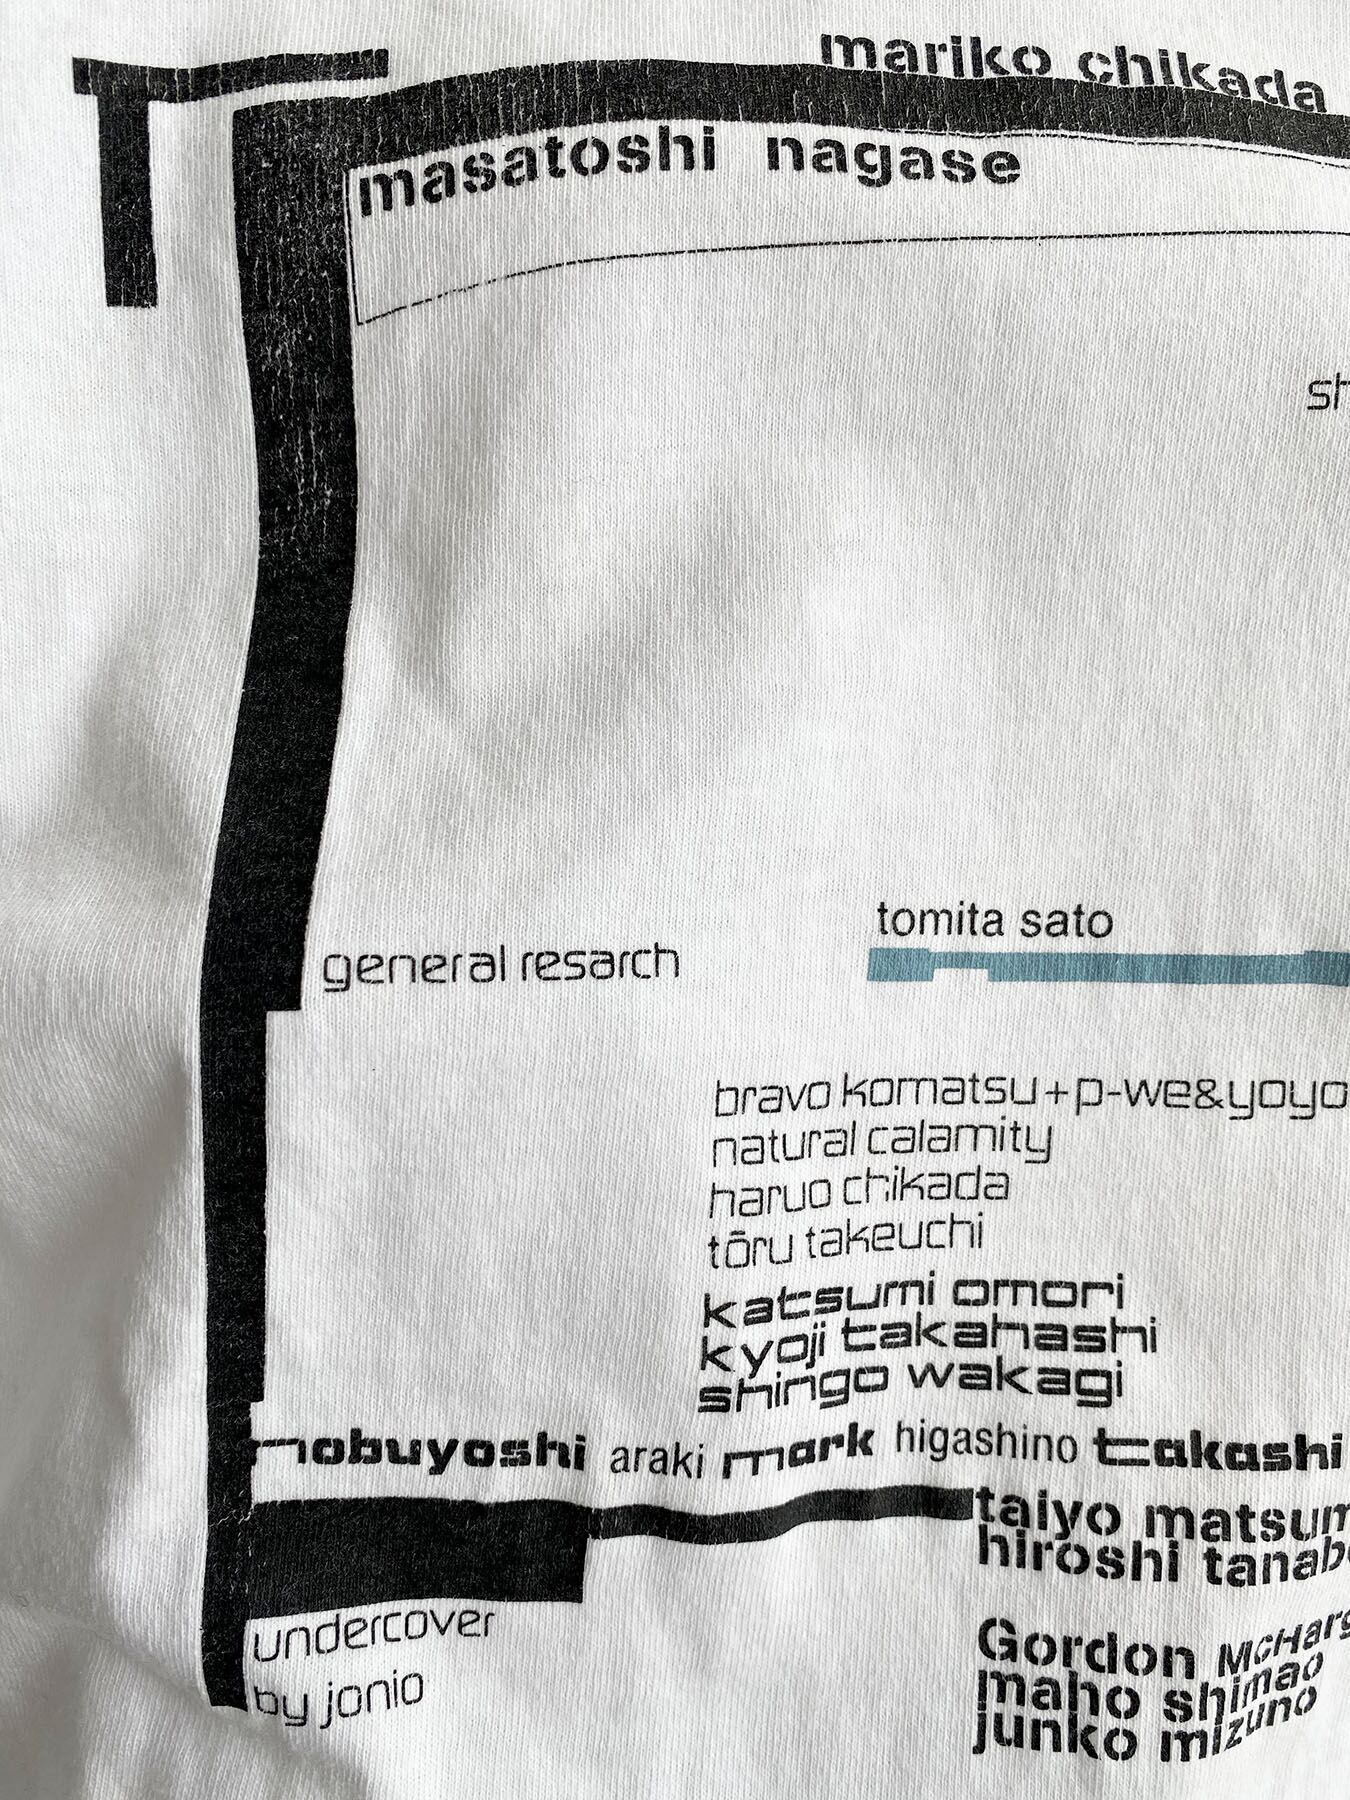 T
mariko chikada
masatoshi nagase
tomita sato
general resarch
bravo komatsu+p-we&yoyo
natural calamity
haruo chikada
tōru takeuchi
katsumi omori
kyoji takahashi
shingo wakagi
nobuyoshi araki mark higashino takashi
taiyo
hiroshi
undercover
by jonio
Gordon
maho shimao
junko mizuno